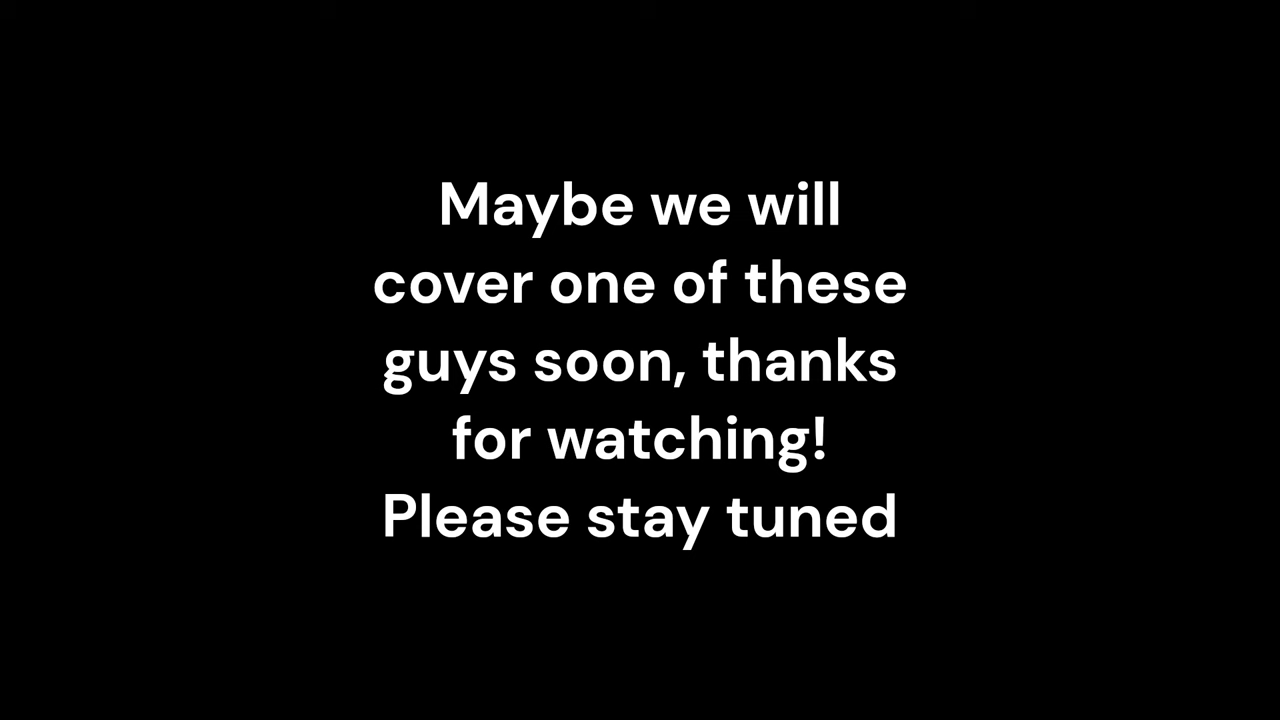 Maybe we will
cover one of these
guys soon, thanks
for watching!
Please stay tuned